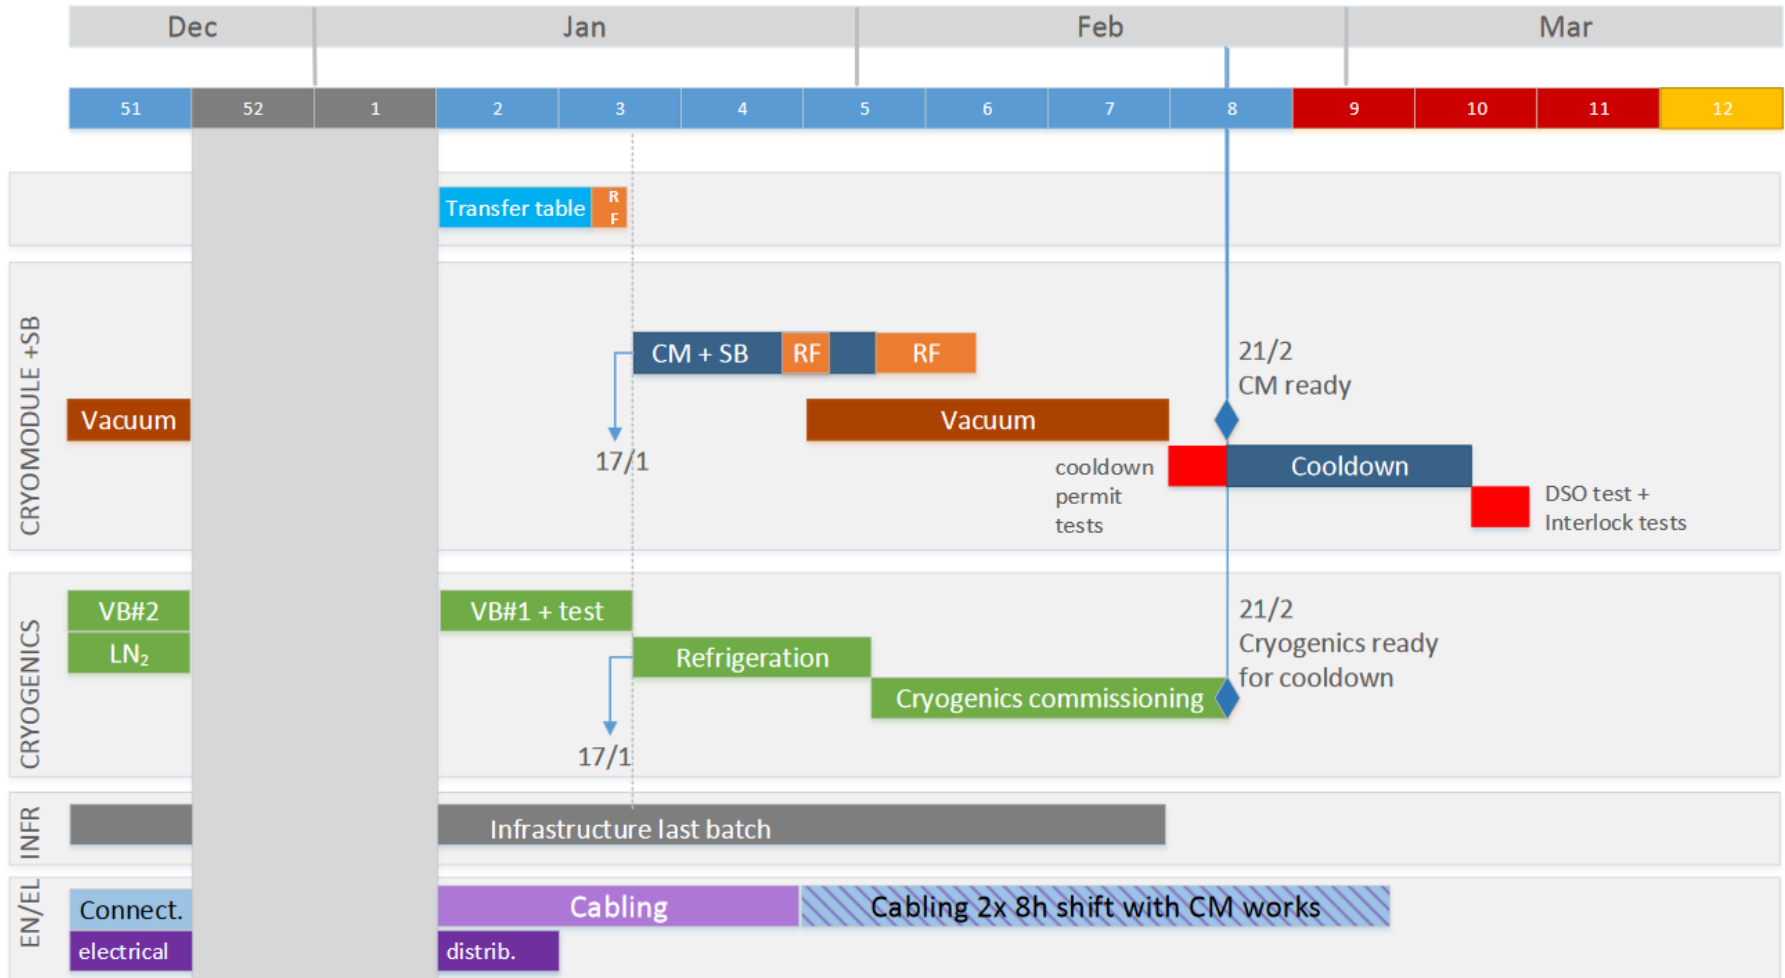 Dec Jan Feb Mar
51 52 1 2 3 4 5 6 7 8 9 10 11 12
Transfer table
R
F
CRYOMODULE +SB
CM + SB RF RF
21/2
CM ready
Vacuum Vacuum
17/1
cooldown
permit
tests
Cooldown
DSO test +
Interlock tests
CRYOGENICS
VB#2 VB#1 + test
LN₂ Refrigeration
21/2
Cryogenics ready
for cooldown
Cryogenics commissioning
17/1
INFR
Infrastructure last batch
EN/EL
Connect. Cabling Cabling 2x 8h shift with CM works
electrical distrib.